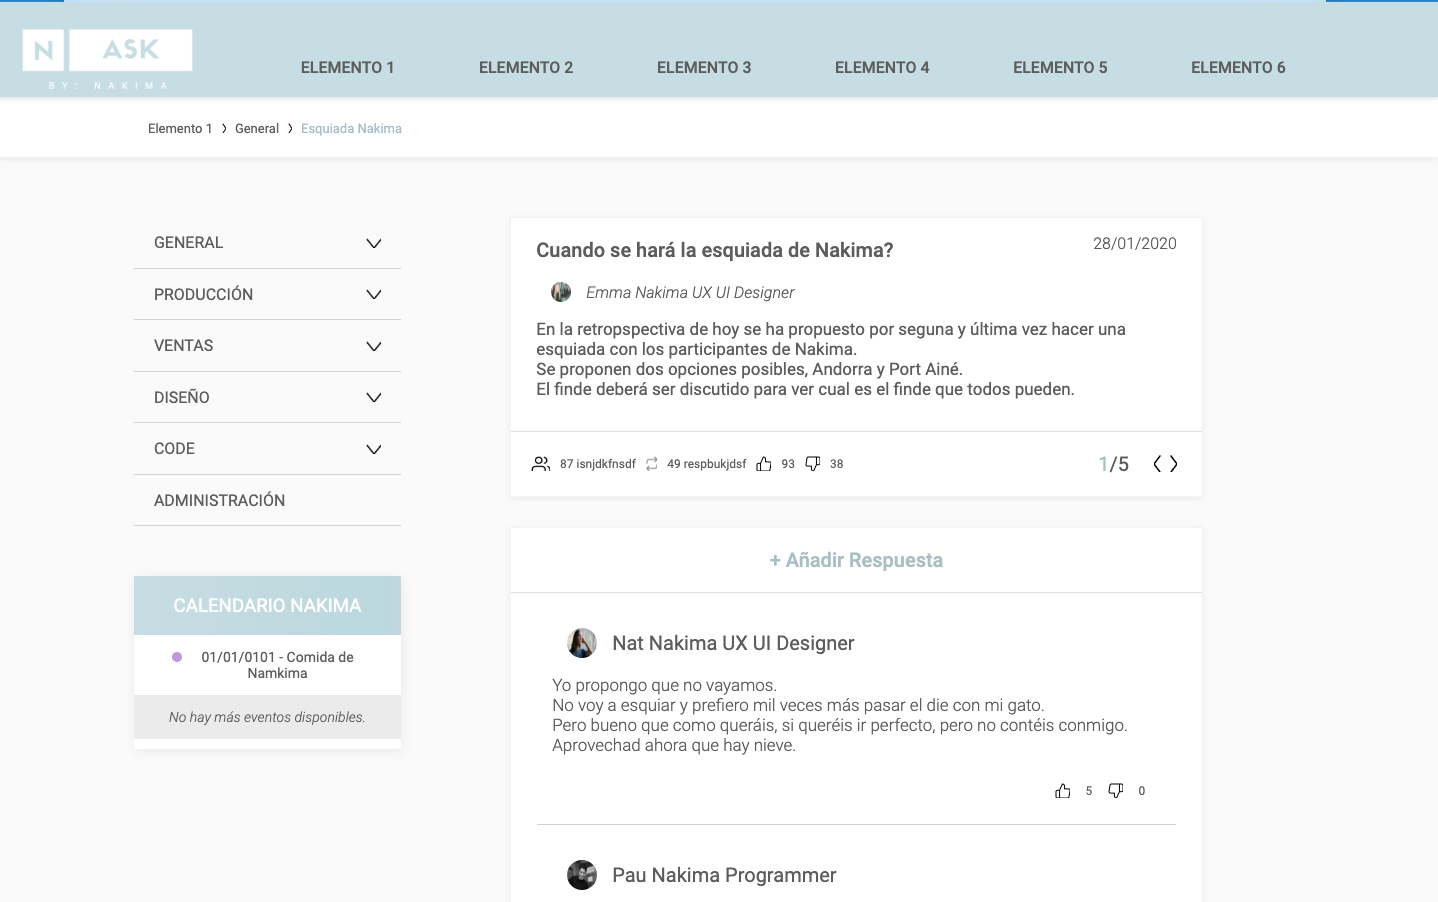 N ASK
BY: NAKIMA
ELEMENTO 1 ELEMENTO 2 ELEMENTO 3 ELEMENTO 4 ELEMENTO 5 ELEMENTO 6
Elemento 1 > General > Esquiada Nakima
GENERAL
PRODUCCIÓN
VENTAS
DISEÑO
CODE
ADMINISTRACIÓN
CALENDARIO NAKIMA
01/01/0101 - Comida de
Namkima
No hay más eventos disponibles.
Cuando se hará la esquiada de Nakima?
28/01/2020
Emma Nakima UX UI Designer
En la retropspectiva de hoy se ha propuesto por seguna y última vez hacer una
esquiada con los participantes de Nakima.
Se proponen dos opciones posibles, Andorra y Port Ainé.
El finde deberá ser discutido para ver cual es el finde que todos pueden.
87 isnjdkfnsdf 49 respbukjdsf 93 38
1/5
+ Añadir Respuesta
Nat Nakima UX UI Designer
Yo propongo que no vayamos.
No voy a esquiar y prefiero mil veces más pasar el die con mi gato.
Pero bueno que como queráis, si queréis ir perfecto, pero no contéis conmigo.
Aprovechad ahora que hay nieve.
5 0
Pau Nakima Programmer